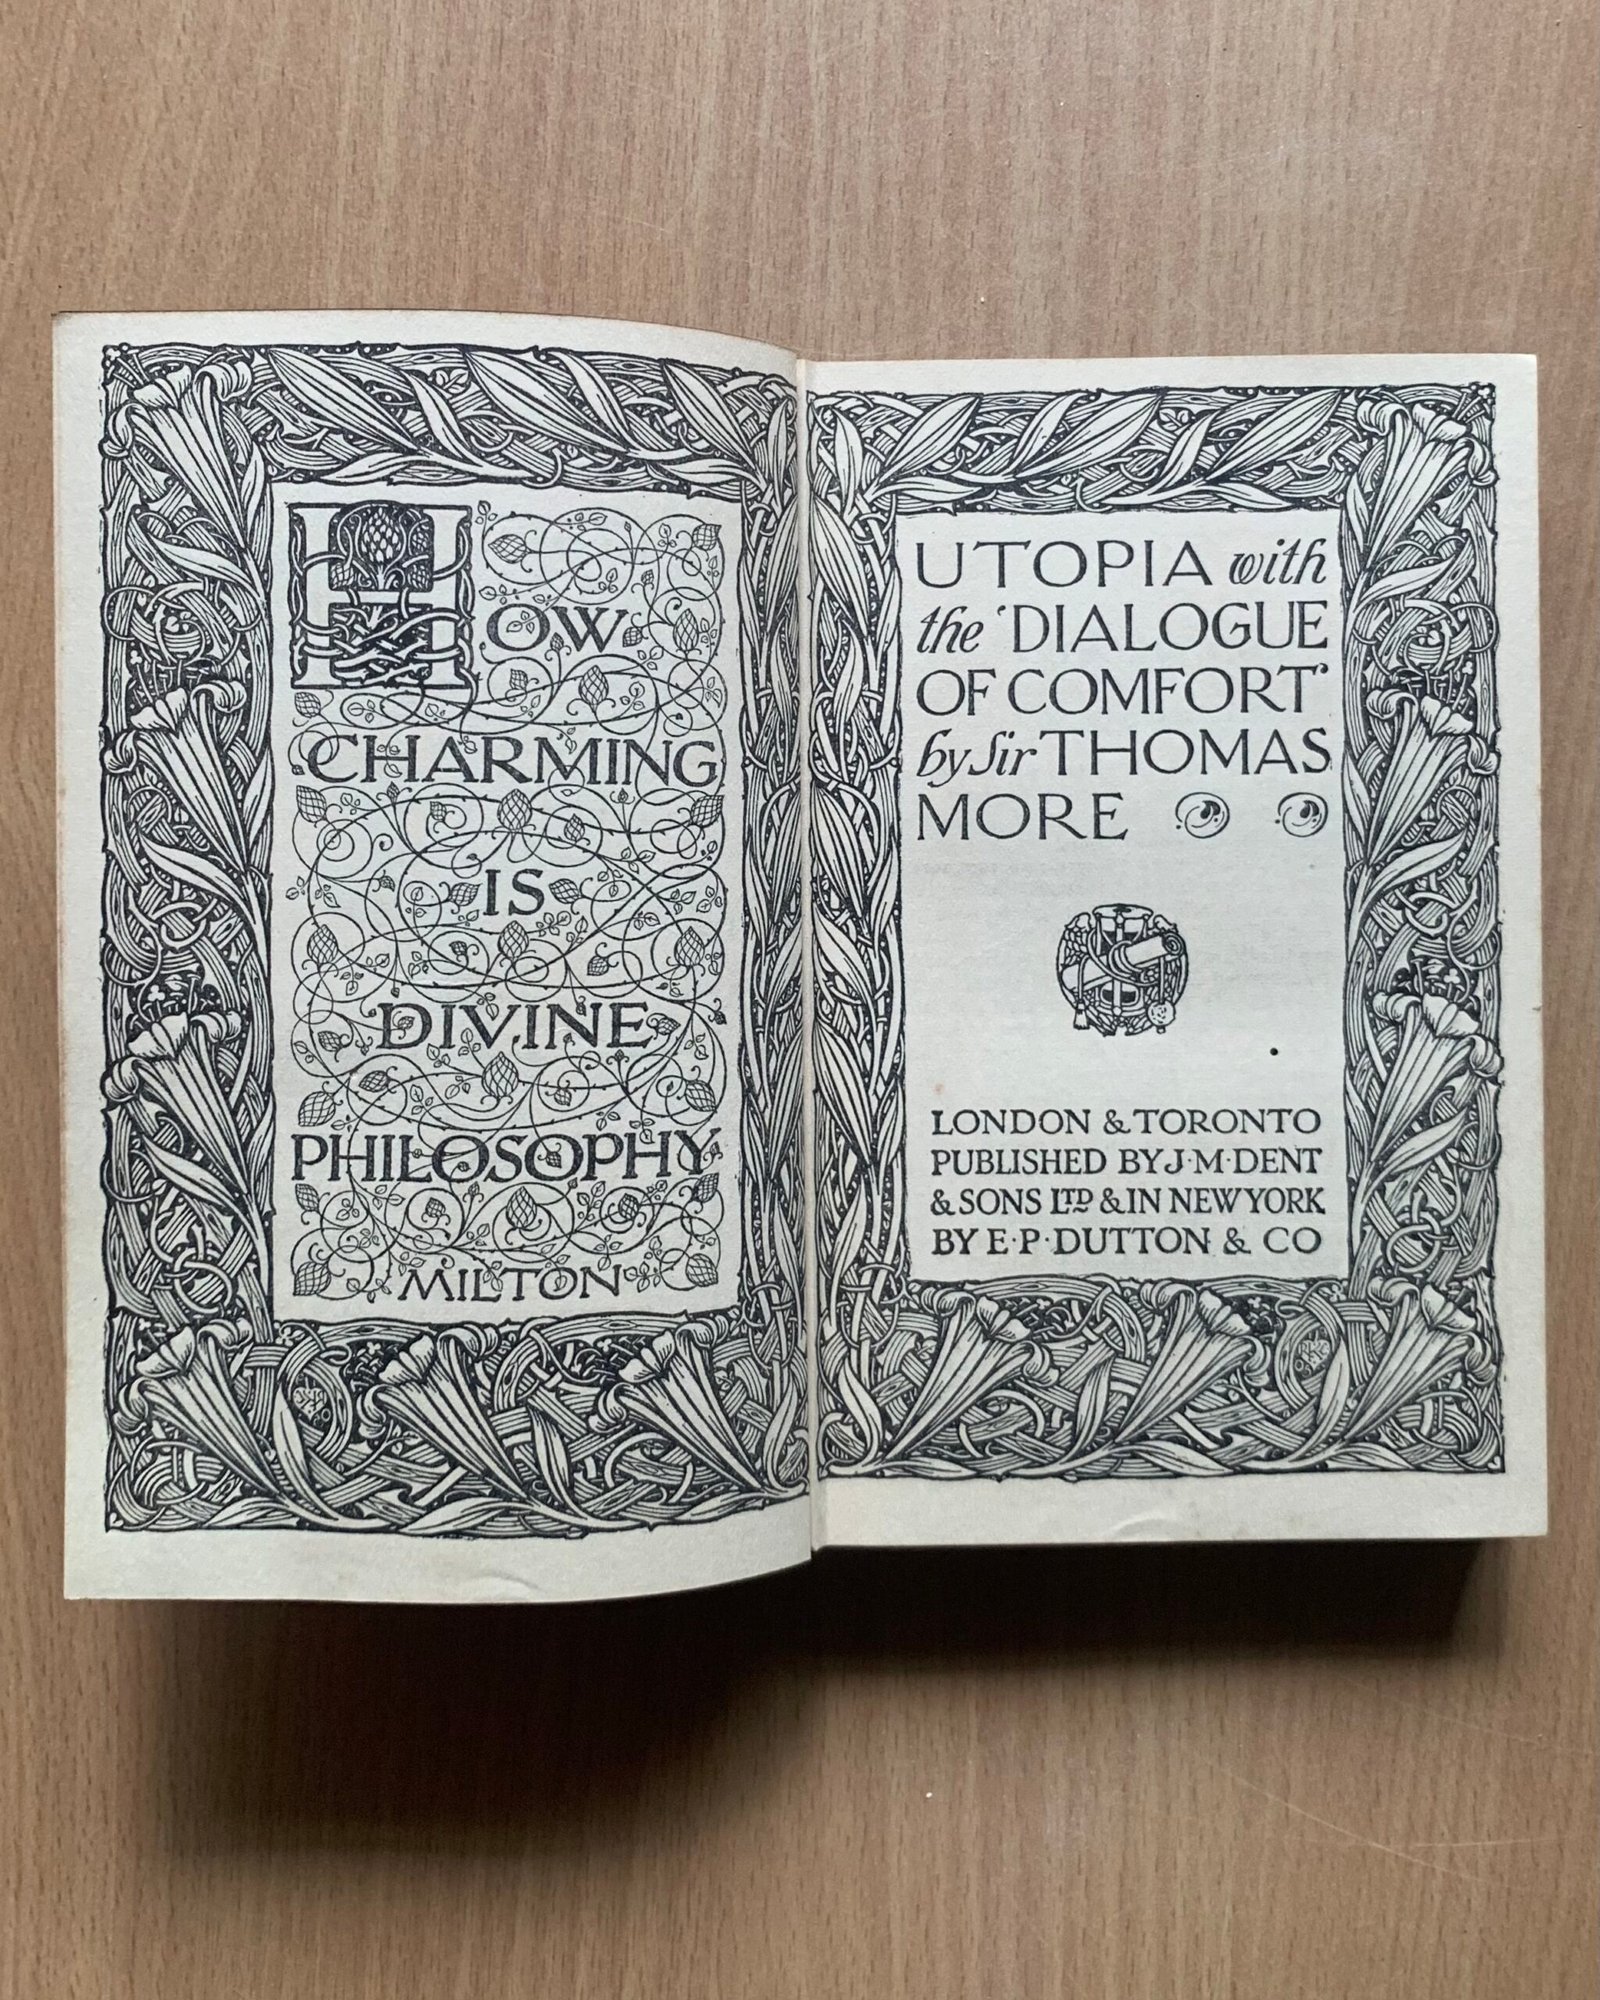 HOW
CHARMING
IS
DIVINE
PHILOSOPHY
MILTON
UTOPIA with
the ‘DIALOGUE
OF COMFORT’
by Sir THOMAS
MORE
LONDON & TORONTO
PUBLISHED BY J·M·DENT
& SONS LTD & IN NEW YORK
BY E·P·DUTTON & CO